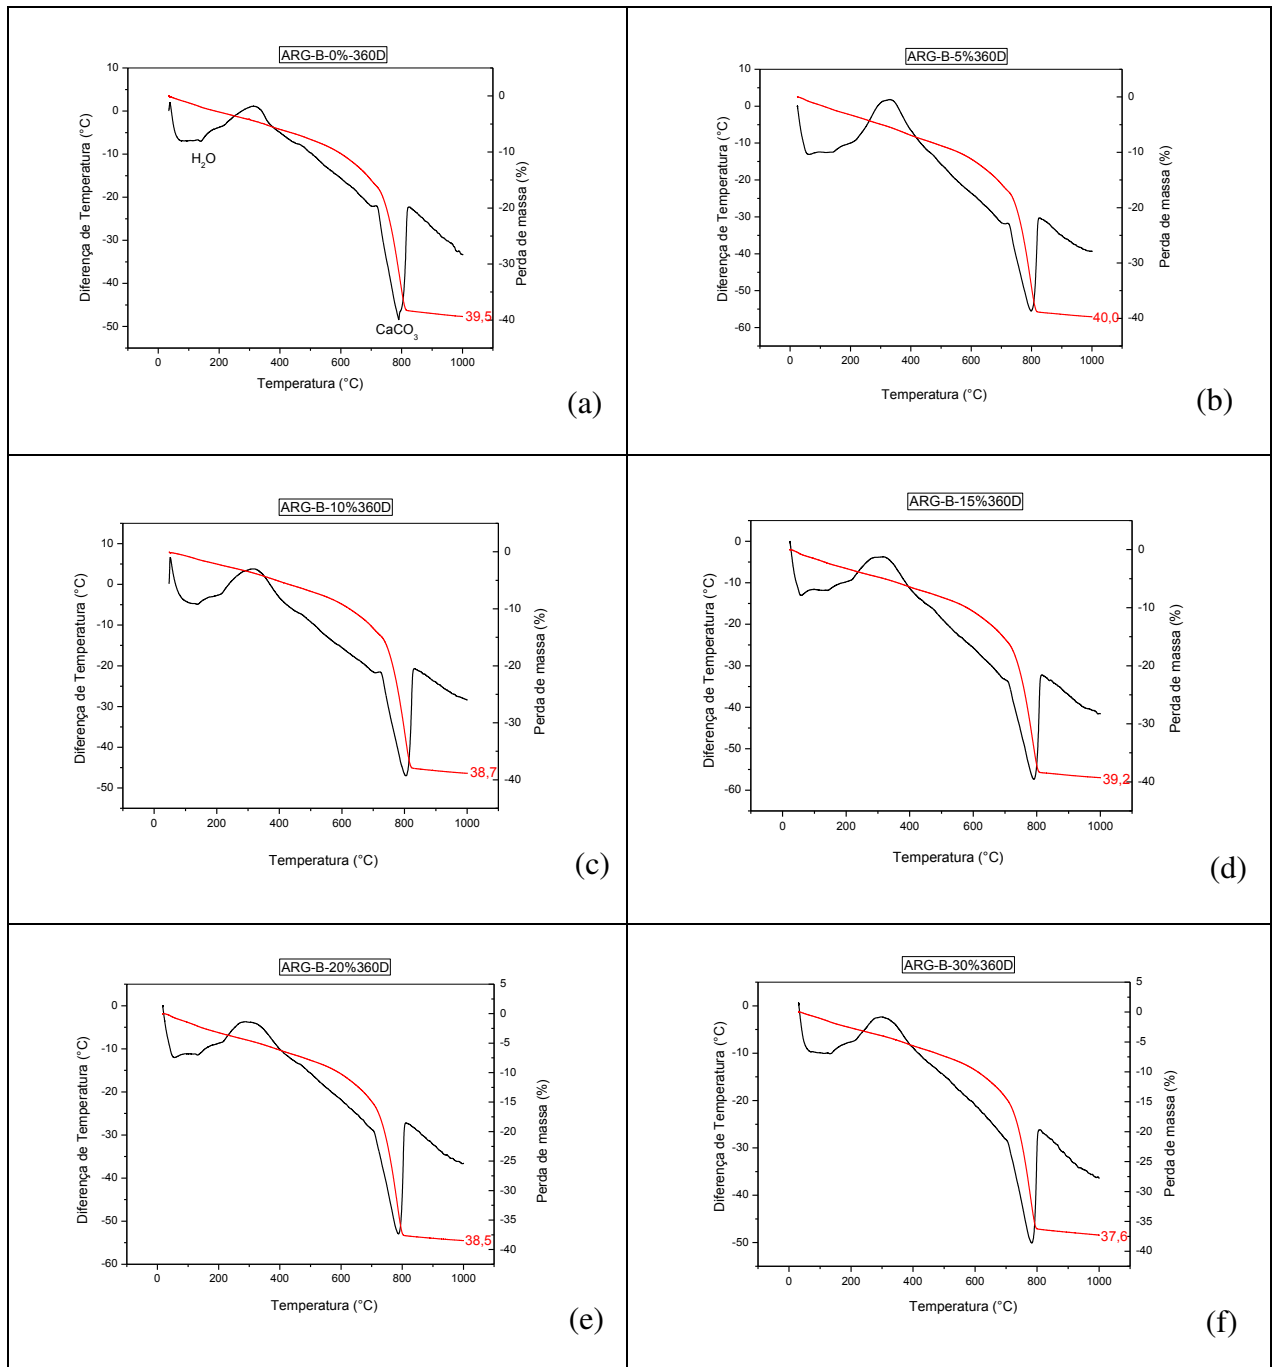 ARG-B-0%-360D
10
0
-10
-20
-30
-40
-50
0
-10
-20
-30
-40
0 200 400 600 800 1000
Diferença de Temperatura (°C)
Perda de massa (%)
Temperatura (°C)
H2O
CaCO3
39,5
(a)
ARG-B-5%360D
10
0
-10
-20
-30
-40
-50
-60
0
-10
-20
-30
-40
0 200 400 600 800 1000
Diferença de Temperatura (°C)
Perda de massa (%)
Temperatura (°C)
40,0
(b)
ARG-B-10%360D
10
0
-10
-20
-30
-40
-50
0
-10
-20
-30
-40
0 200 400 600 800 1000
Diferença de Temperatura (°C)
Perda de massa (%)
Temperatura (°C)
38,7
(c)
ARG-B-15%360D
0
-10
-20
-30
-40
-50
-60
0
-10
-20
-30
-40
0 200 400 600 800 1000
Diferença de Temperatura (°C)
Perda de massa (%)
Temperatura (°C)
39,2
(d)
ARG-B-20%360D
0
-10
-20
-30
-40
-50
-60
5
0
-5
-10
-15
-20
-25
-30
-35
-40
0 200 400 600 800 1000
Diferença de Temperatura (°C)
Perda de massa (%)
Temperatura (°C)
38,5
(e)
ARG-B-30%360D
0
-10
-20
-30
-40
-50
5
0
-5
-10
-15
-20
-25
-30
-35
-40
0 200 400 600 800 1000
Diferença de Temperatura (°C)
Perda de massa (%)
Temperatura (°C)
37,6
(f)